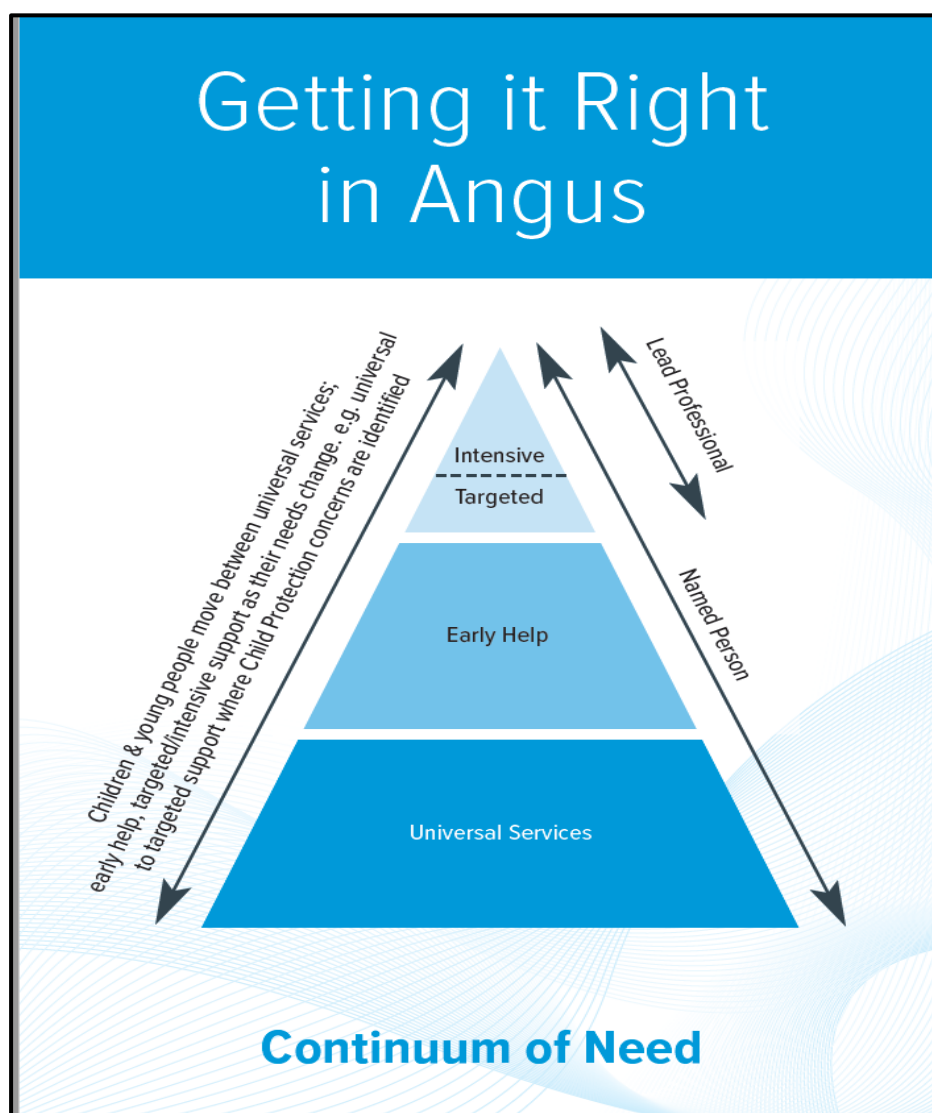 Getting it Right
in Angus
Children & young people move between universal services;
early help, targeted/intensive support as their needs change. e.g. universal
to targeted support where Child Protection concerns are identified
Lead Professional
Named Person
Intensive
Targeted
Early Help
Universal Services
Continuum of Need